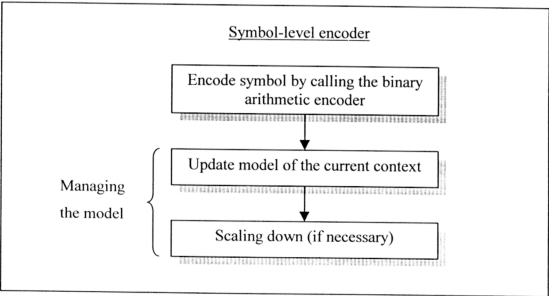 Symbol-level encoder
Encode symbol by calling the binary
arithmetic encoder
Update model of the current context
Managing
the model
Scaling down (if necessary)